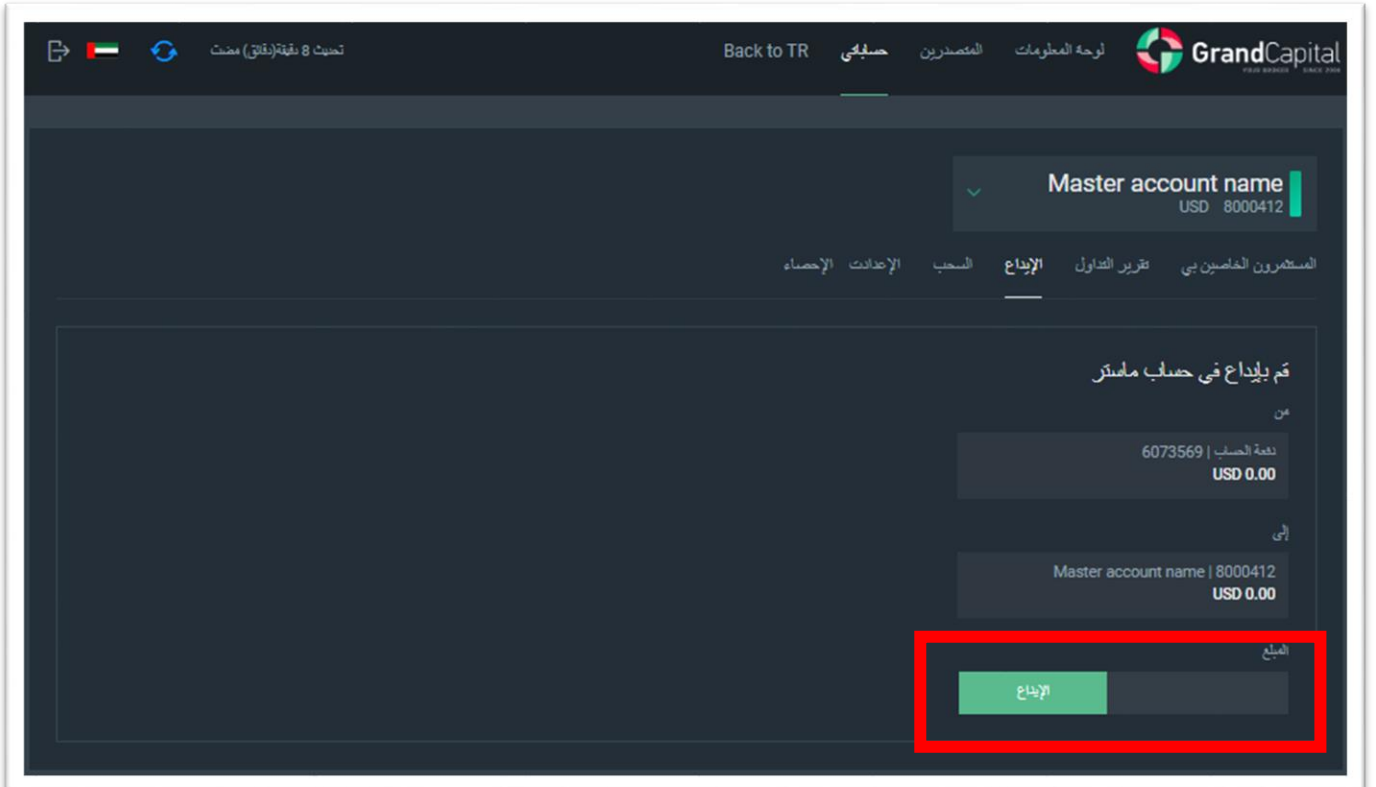 GrandCapital
لوحة المعلومات المتصدرين حساباتي Back to TR
تحديث 8 دقيقة(دقائق) مضت
Master account name
USD 8000412
المستثمرون الخاصين بي تقرير التداول الإيداع السحب الإعدادت الإحصاء
قم بإيداع في حساب ماستر
من
دفعة الحساب | 6073569
USD 0.00
إلى
Master account name | 8000412
USD 0.00
المبلغ
الإيداع